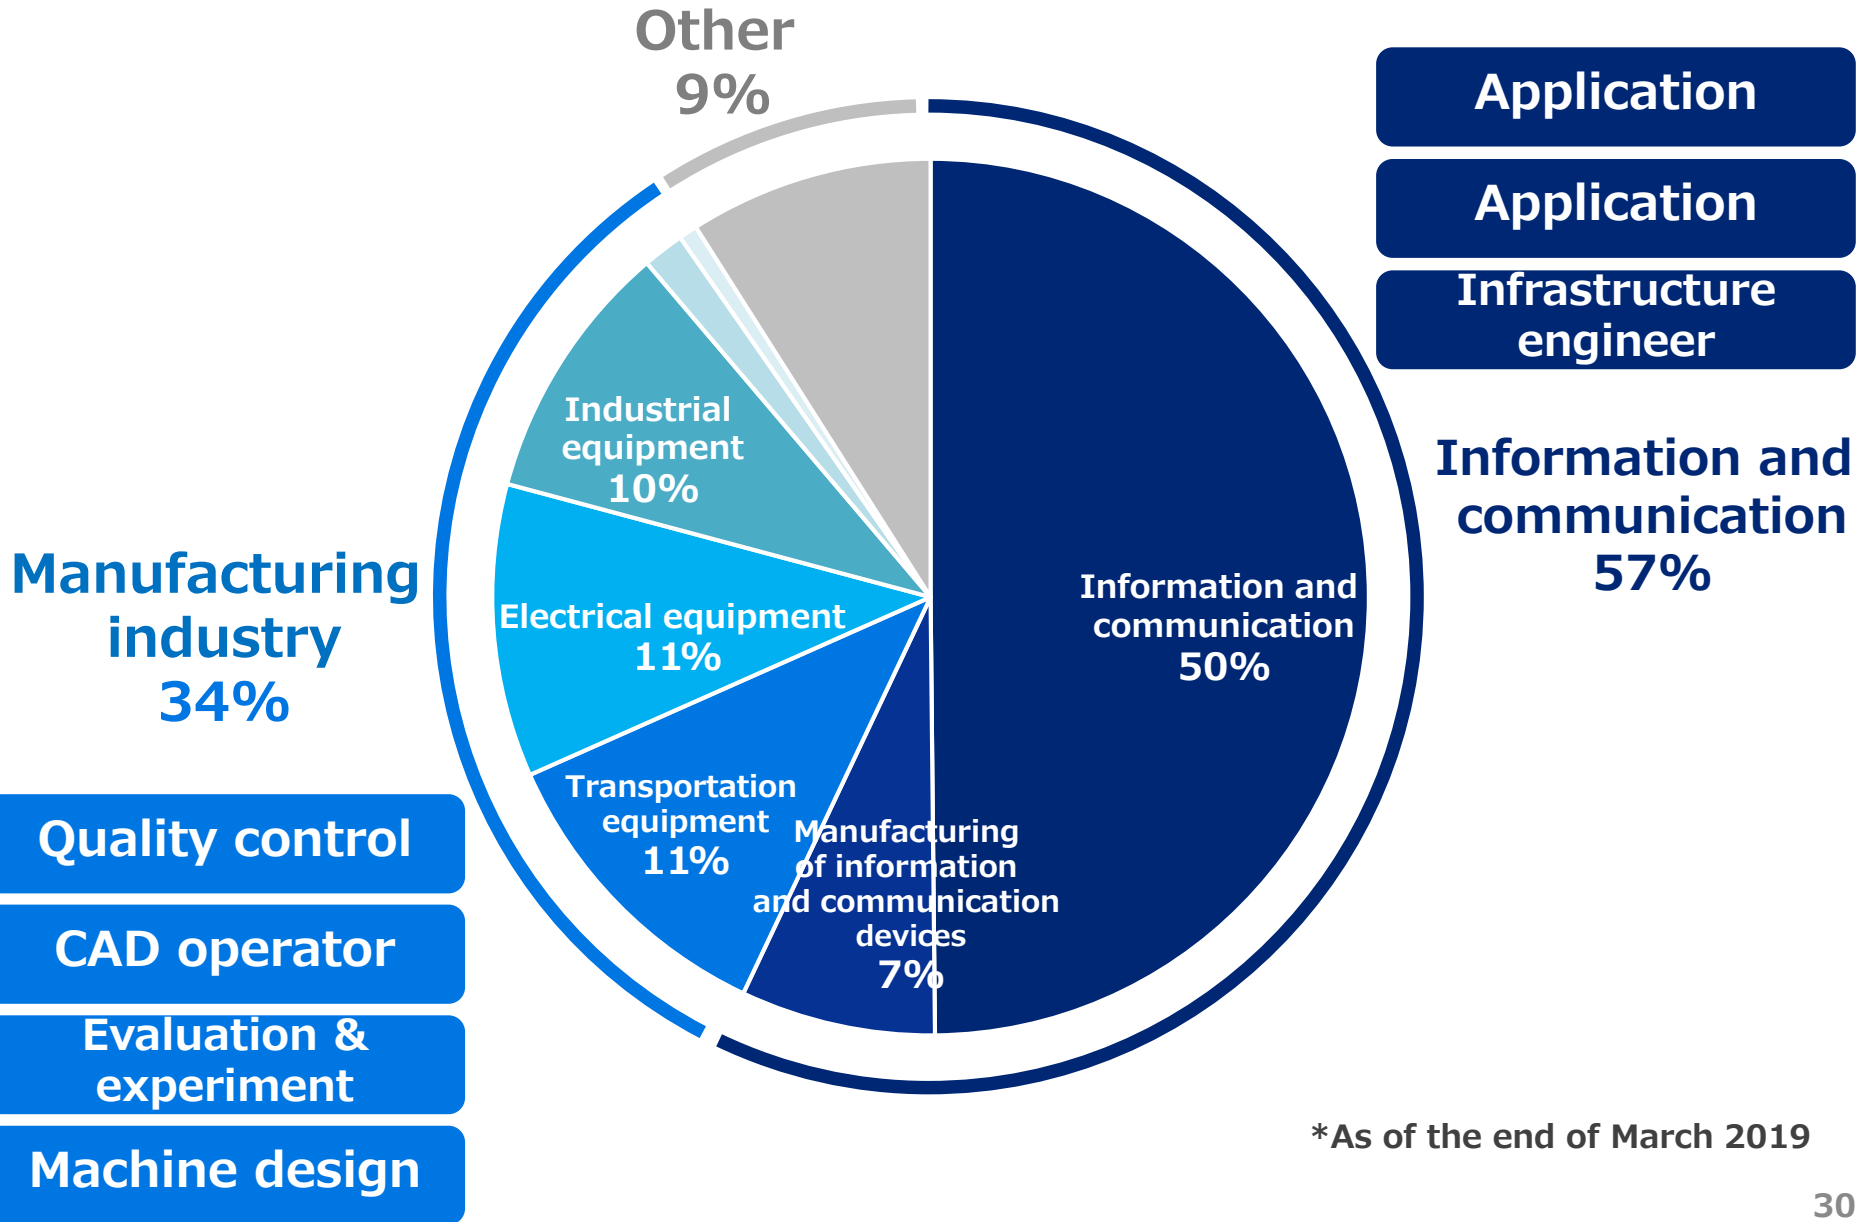 Other
9%
Application
Application
Infrastructure
engineer
Information and
communication
57%
Information and
communication
50%
Manufacturing
of information
and communication
devices
7%
Transportation
equipment
11%
Electrical equipment
11%
Industrial
equipment
10%
Manufacturing
industry
34%
Quality control
CAD operator
Evaluation &
experiment
Machine design
*As of the end of March 2019
30